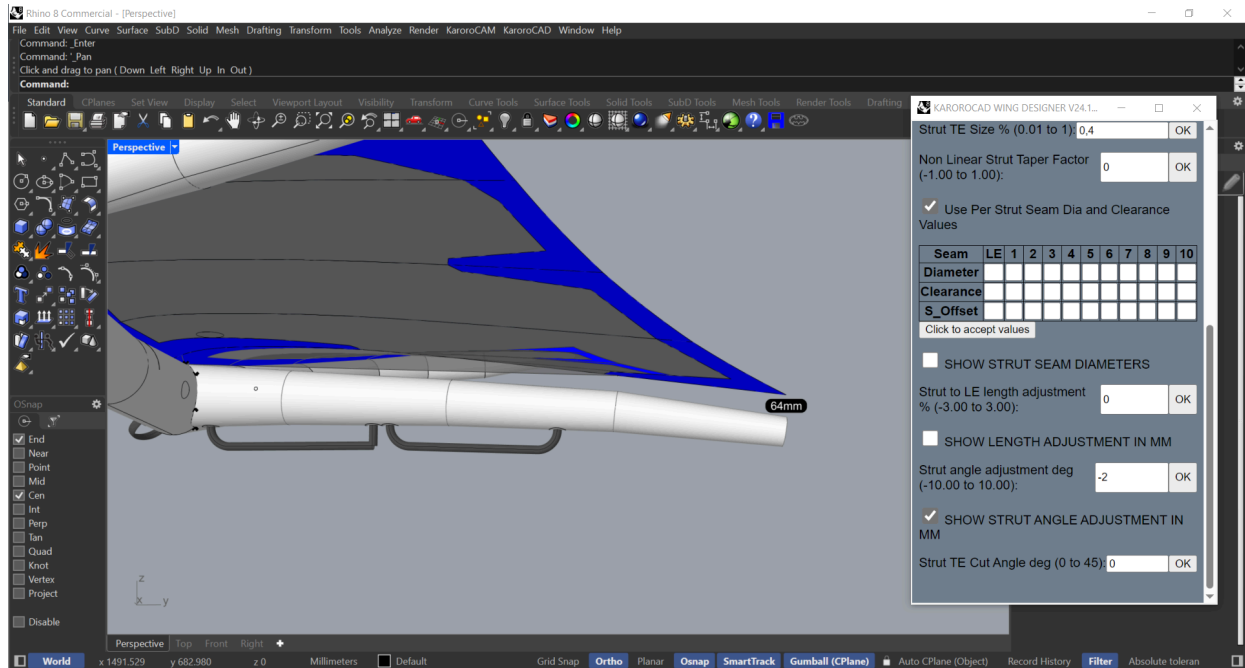 Rhino 8 Commercial - [Perspective]
File Edit View Curve Surface SubD Solid Mesh Drafting Transform Tools Analyze Render KaroroCAM KaroroCAD Window Help
Command: _Enter
Command: '_Pan
Click and drag to pan ( Down Left Right Up In Out )
Command:
Standard CPlanes Set View Display Select Viewport Layout Visibility Transform Curve Tools Surface Tools Solid Tools SubD Tools Mesh Tools Render Tools Drafting
Perspective
64mm
z
x y
OSnap
End
Near
Point
Mid
Cen
Int
Perp
Tan
Quad
Knot
Vertex
Project
Disable
KAROROCAD WING DESIGNER V24.1...
Strut TE Size % (0.01 to 1): 0,4 OK
Non Linear Strut Taper Factor
(-1.00 to 1.00): 0 OK
Use Per Strut Seam Dia and Clearance
Values
Seam LE 1 2 3 4 5 6 7 8 9 10
Diameter
Clearance
S_Offset
Click to accept values
SHOW STRUT SEAM DIAMETERS
Strut to LE length adjustment
% (-3.00 to 3.00): 0 OK
SHOW LENGTH ADJUSTMENT IN MM
Strut angle adjustment deg
(-10.00 to 10.00): -2 OK
SHOW STRUT ANGLE ADJUSTMENT IN
MM
Strut TE Cut Angle deg (0 to 45): 0 OK
Perspective Top Front Right
World x 1491.529 y 682.980 z 0 Millimeters Default Grid Snap Ortho Planar Osnap SmartTrack Gumball (CPlane) Auto CPlane (Object) Record History Filter Absolute toleran